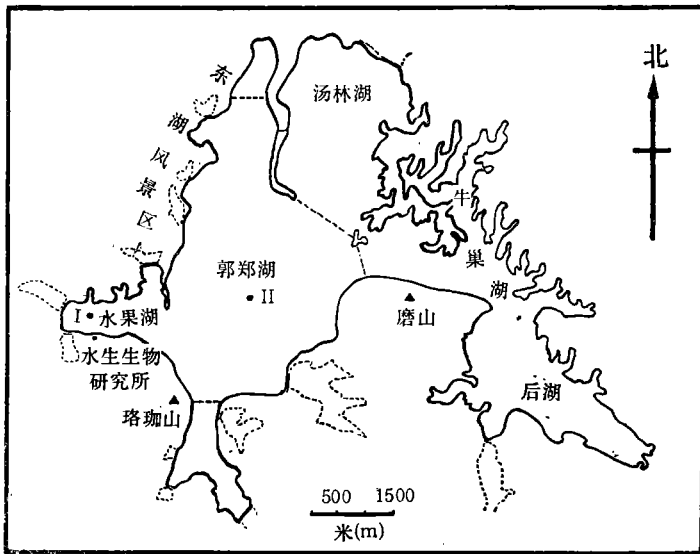 北
东湖风景区
汤林湖
牛巢湖
郭郑湖
II
I 水果湖
磨山
水生生物
研究所
后湖
珞珈山
500 1500
米(m)